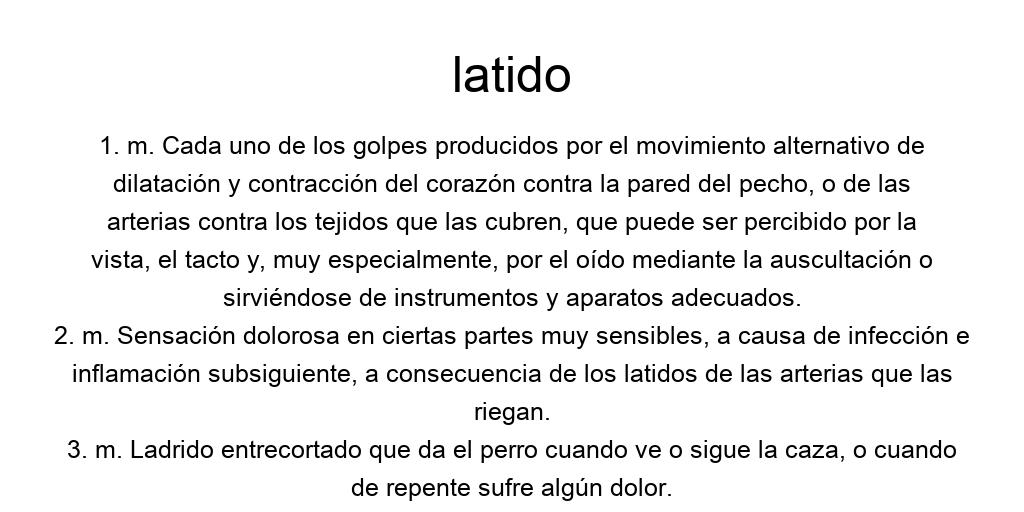 latido
1. m. Cada uno de los golpes producidos por el movimiento alternativo de
dilatación y contracción del corazón contra la pared del pecho, o de las
arterias contra los tejidos que las cubren, que puede ser percibido por la
vista, el tacto y, muy especialmente, por el oído mediante la auscultación o
sirviéndose de instrumentos y aparatos adecuados.
2. m. Sensación dolorosa en ciertas partes muy sensibles, a causa de infección e
inflamación subsiguiente, a consecuencia de los latidos de las arterias que las
riegan.
3. m. Ladrido entrecortado que da el perro cuando ve o sigue la caza, o cuando
de repente sufre algún dolor.